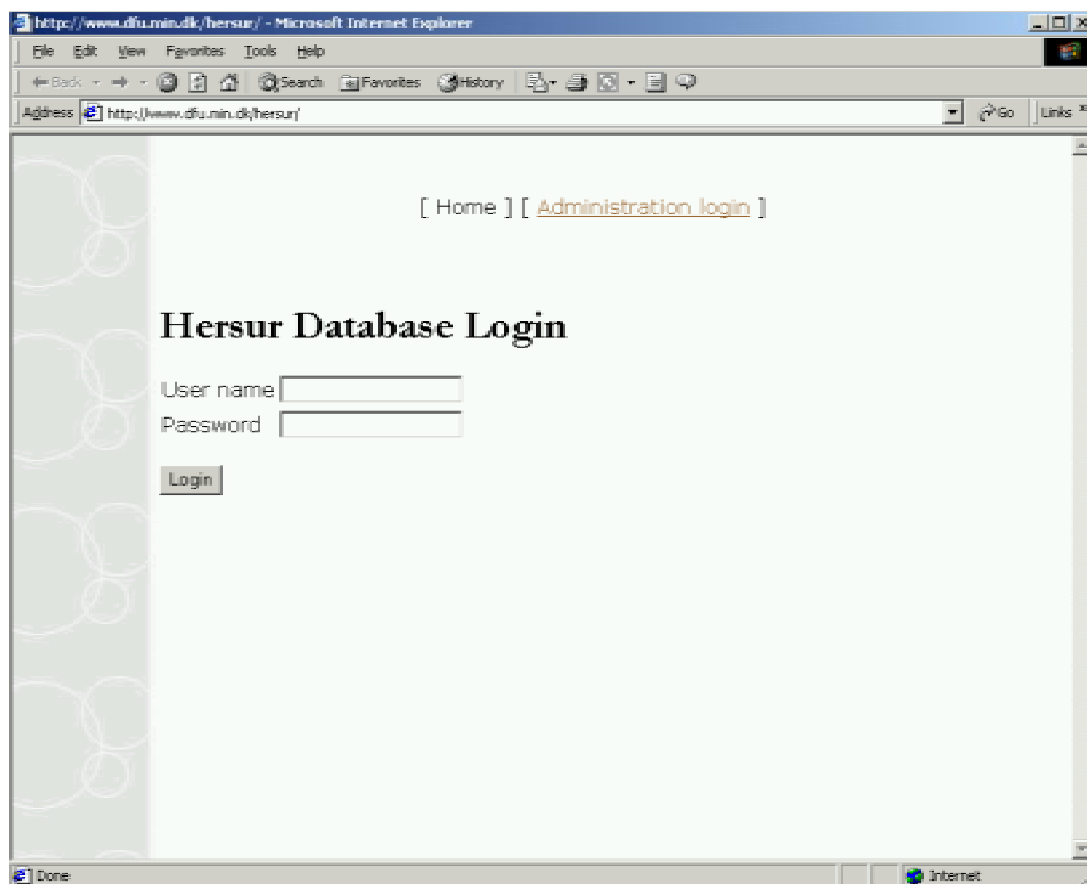 http://www.dfu.min.dk/hersur/ - Microsoft Internet Explorer
File Edit View Favorites Tools Help
Back Search Favorites History
Address http://www.dfu.min.dk/hersur/ Go Links
[ Home ] [ Administration login ]
Hersur Database Login
User name
Password
Login
Done Internet